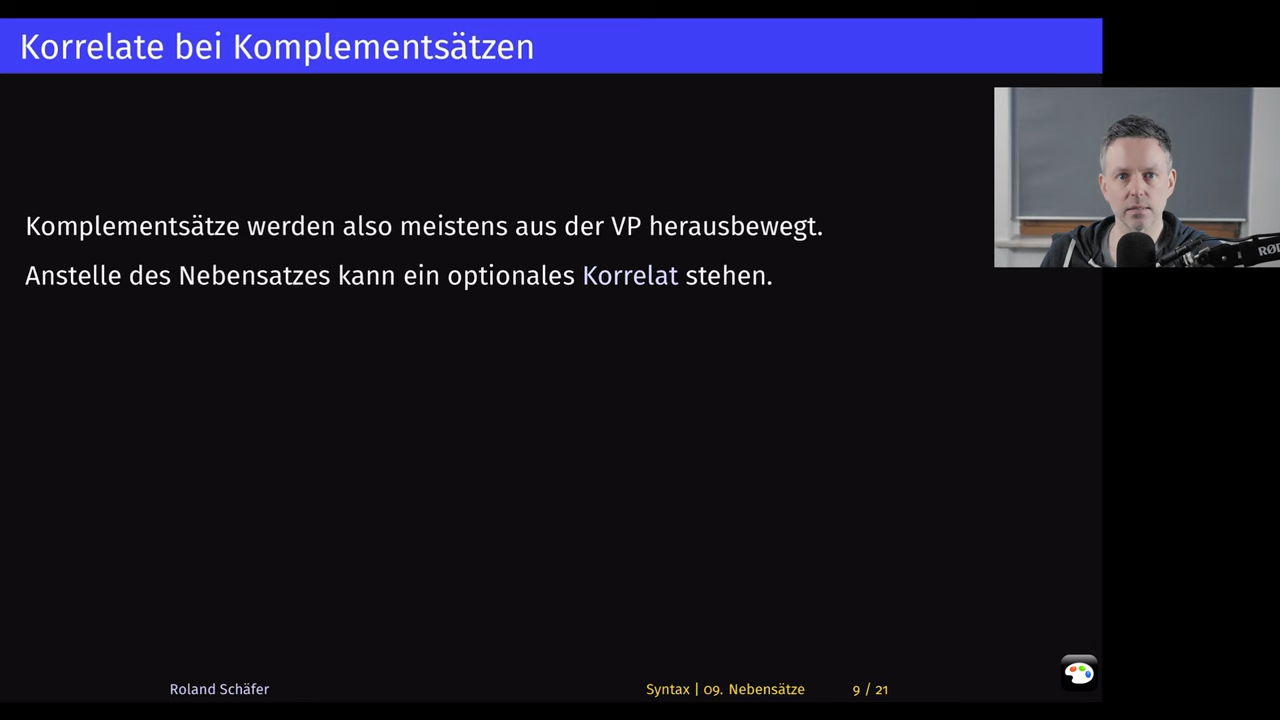 Korrelate bei Komplementsätzen
Komplementsätze werden also meistens aus der VP herausbewegt.
Anstelle des Nebensatzes kann ein optionales Korrelat stehen.
Roland Schäfer
Syntax | 09. Nebensätze
9 / 21